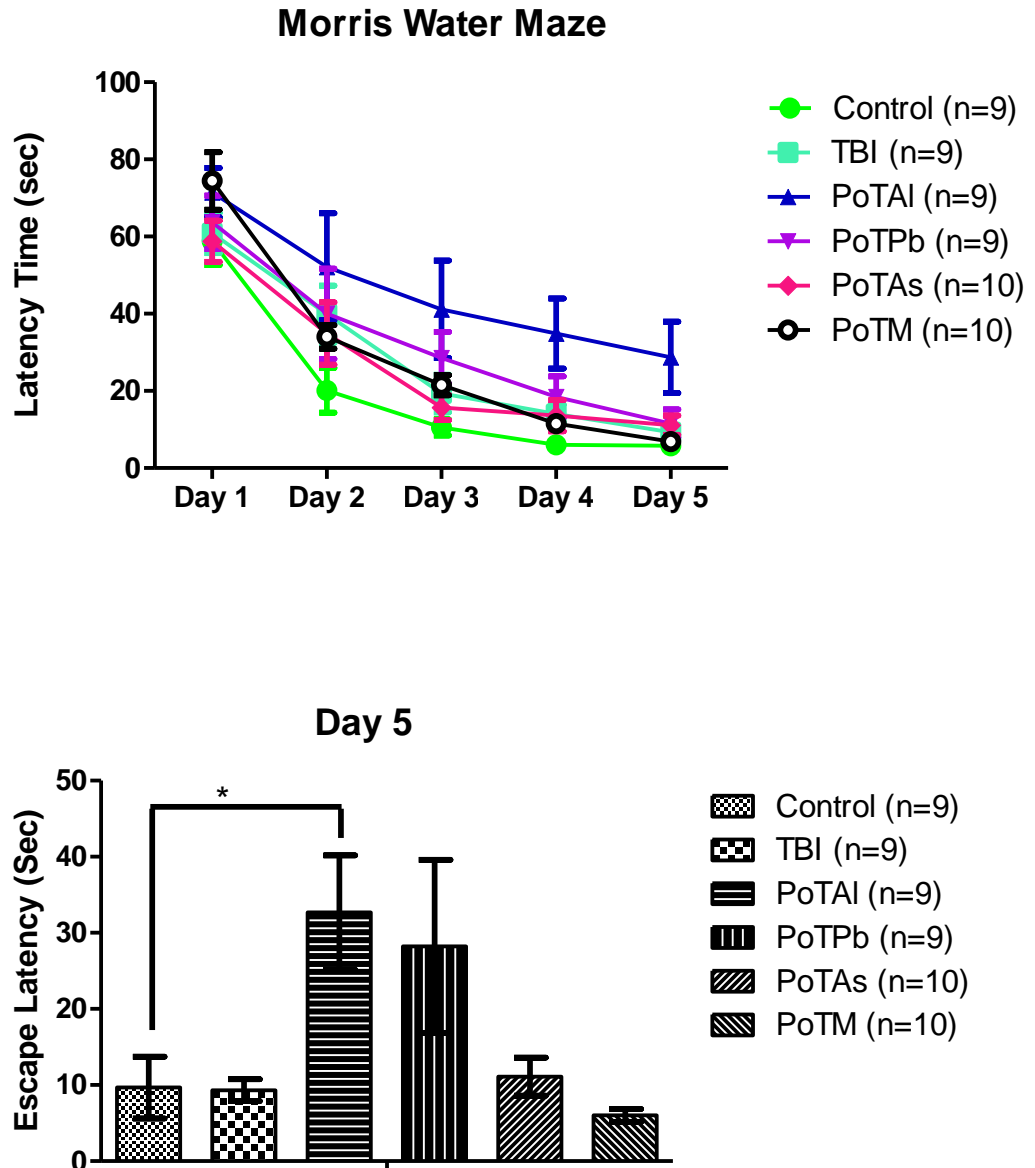 Morris Water Maze
Latency Time (sec)
100
80
60
40
20
0
Day 1 Day 2 Day 3 Day 4 Day 5
Control (n=9)
TBI (n=9)
PoTAl (n=9)
PoTPb (n=9)
PoTAs (n=10)
PoTM (n=10)
Day 5
Escape Latency (Sec)
50
40
30
20
10
0
*
Control (n=9)
TBI (n=9)
PoTAl (n=9)
PoTPb (n=9)
PoTAs (n=10)
PoTM (n=10)